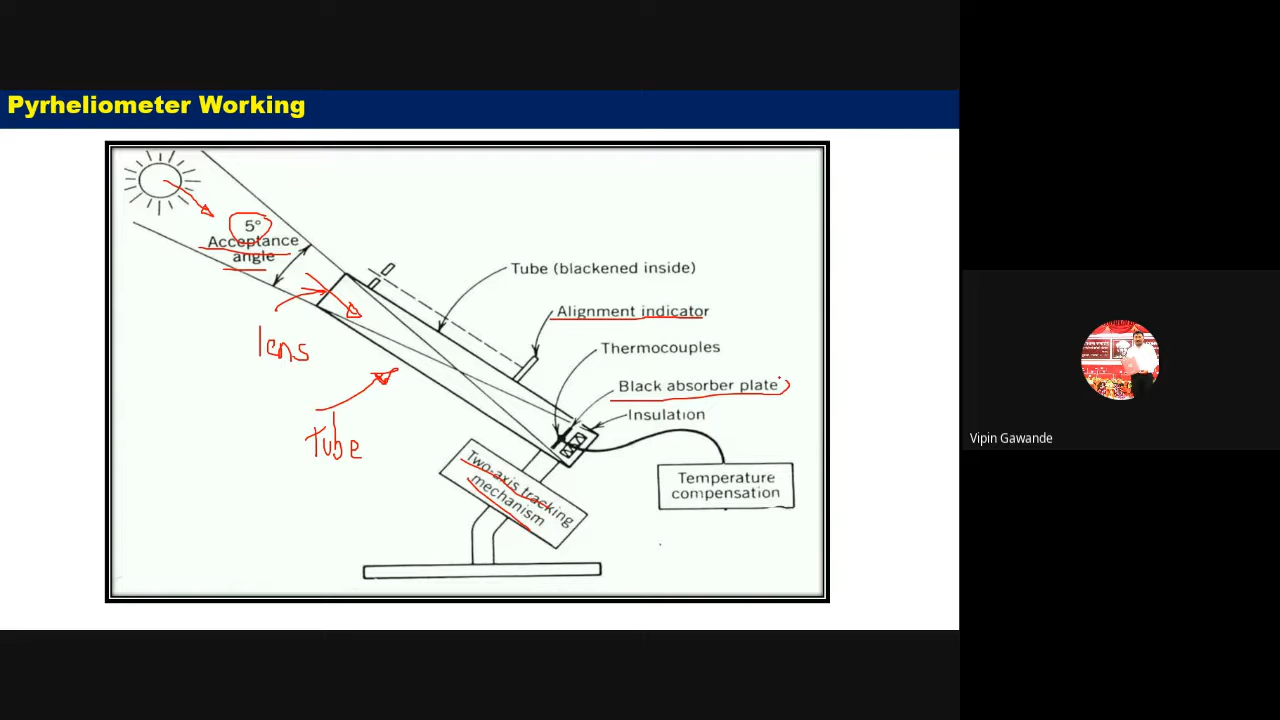 Pyrheliometer Working
5°
Acceptance
angle
Tube (blackened inside)
Alignment indicator
Thermocouples
lens
Black absorber plate
Insulation
Tube
Two-axis tracking
mechanism
Temperature
compensation
Vipin Gawande